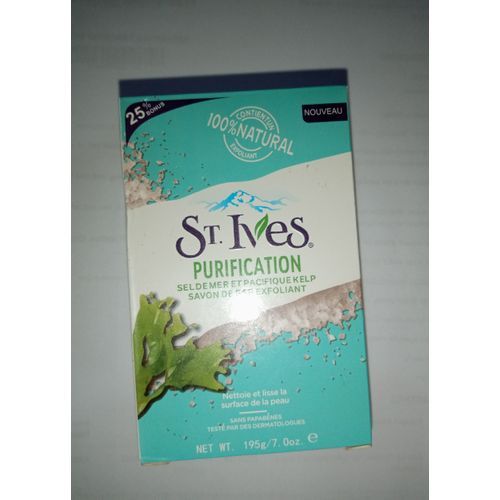 25%
BONUS
CONTIENT UN
100% NATURAL
EXFOLIANT
NOUVEAU
ST. Ives®
PURIFICATION
SEL DE MER ET PACIFIQUE KELP
SAVON DE BAR EXFOLIANT
Nettoie et lisse la
surface de la peau
SANS PAPABÈNES
TESTÉ PAR DES DERMATOLOGUES
NET WT. 195g/7.0oz. e